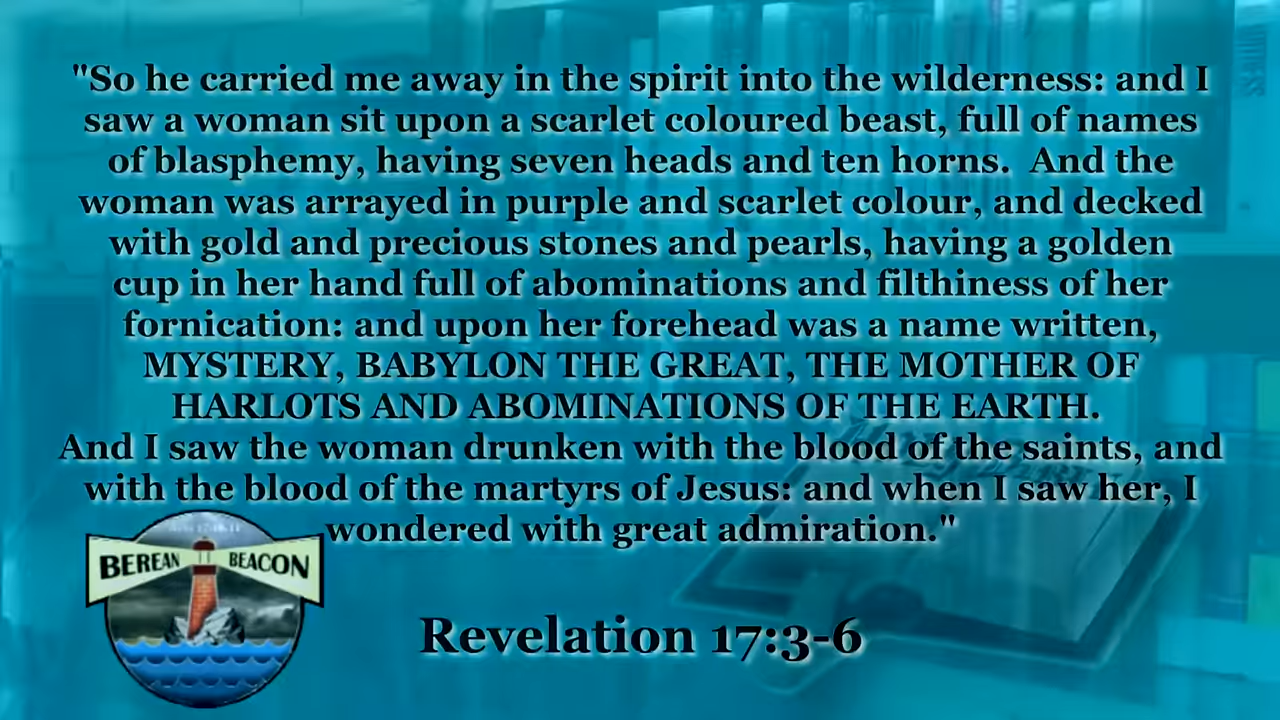 "So he carried me away in the spirit into the wilderness: and I
saw a woman sit upon a scarlet coloured beast, full of names
of blasphemy, having seven heads and ten horns.  And the
woman was arrayed in purple and scarlet colour, and decked
with gold and precious stones and pearls, having a golden
cup in her hand full of abominations and filthiness of her
fornication: and upon her forehead was a name written,
MYSTERY, BABYLON THE GREAT, THE MOTHER OF
HARLOTS AND ABOMINATIONS OF THE EARTH.
And I saw the woman drunken with the blood of the saints, and
with the blood of the martyrs of Jesus: and when I saw her, I
wondered with great admiration."
BEREAN BEACON
Revelation 17:3-6